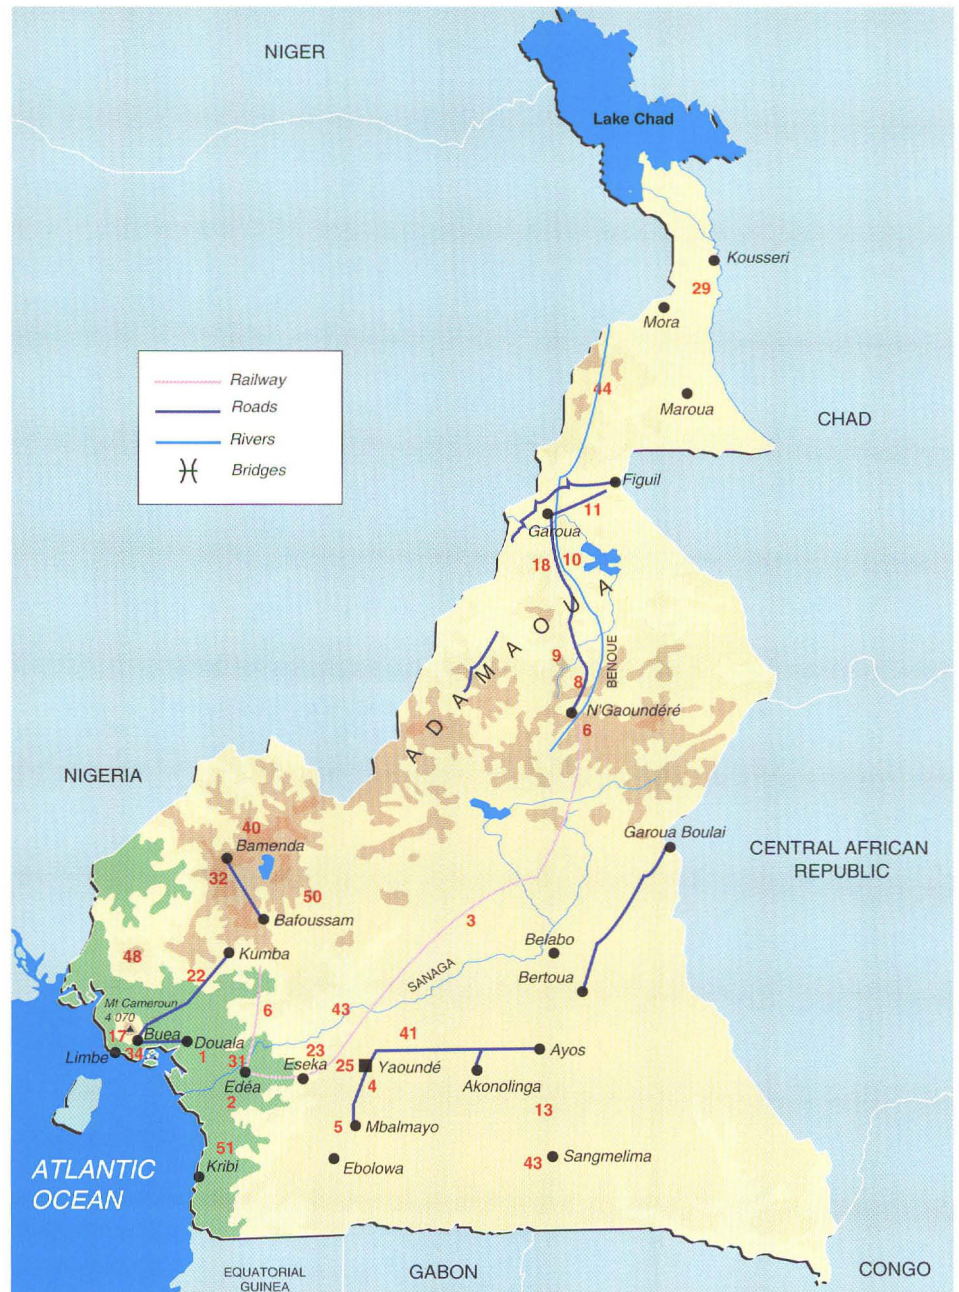 NIGER
Lake Chad
Kousseri
29
Mora
44
Maroua
CHAD
Railway
Roads
Rivers
Bridges
Figuil
11
Garoua
18
10
ADAMAOUA
9
BENOUE
8
N'Gaoundéré
6
NIGERIA
40
Bamenda
32
50
Bafoussam
Garoua Boulai
CENTRAL AFRICAN
REPUBLIC
3
Belabo
Kumba
48
22
SANAGA
Bertoua
Mt Cameroun
4 070
6
43
17
Buea
Douala
41
Limbe
34
1
31
23
Eseka
25
Yaoundé
Ayos
Edéa
4
Akonolinga
2
13
5
Mbalmayo
51
Kribi
Ebolowa
43
Sangmelima
ATLANTIC
OCEAN
EQUATORIAL
GUINEA
GABON
CONGO